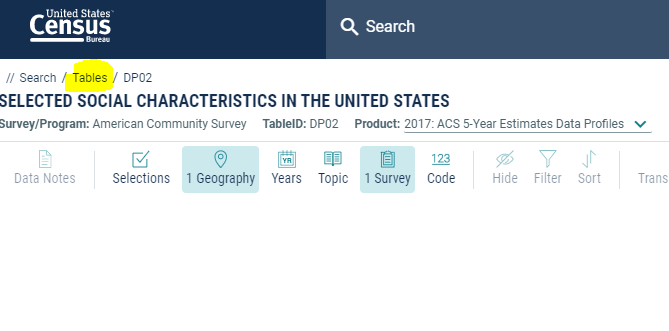 United States™
Census
Bureau
Search
// Search / Tables / DP02
SELECTED SOCIAL CHARACTERISTICS IN THE UNITED STATES
Survey/Program: American Community Survey TableID: DP02 Product: 2017: ACS 5-Year Estimates Data Profiles
YR 123
Data Notes Selections 1 Geography Years Topic 1 Survey Code Hide Filter Sort Trans